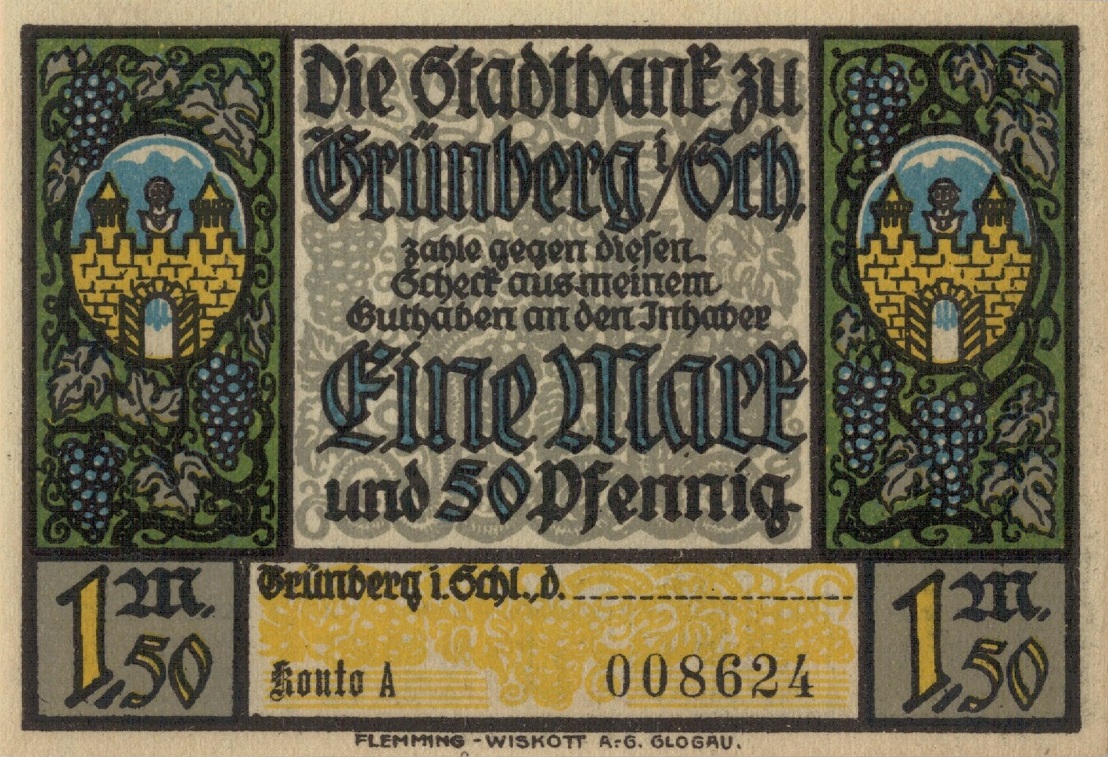 Die Stadtbank zu
Grünberg i/Sch.
zahle gegen diesen
Scheck aus meinem
Guthaben an den Inhaber
Eine Mark
und 50 Pfennig.
1 M. 50
Grünberg i. Schl., d.
Konto A 008624
1 M. 50
FLEMMING-WISKOTT A.-G. GLOGAU.